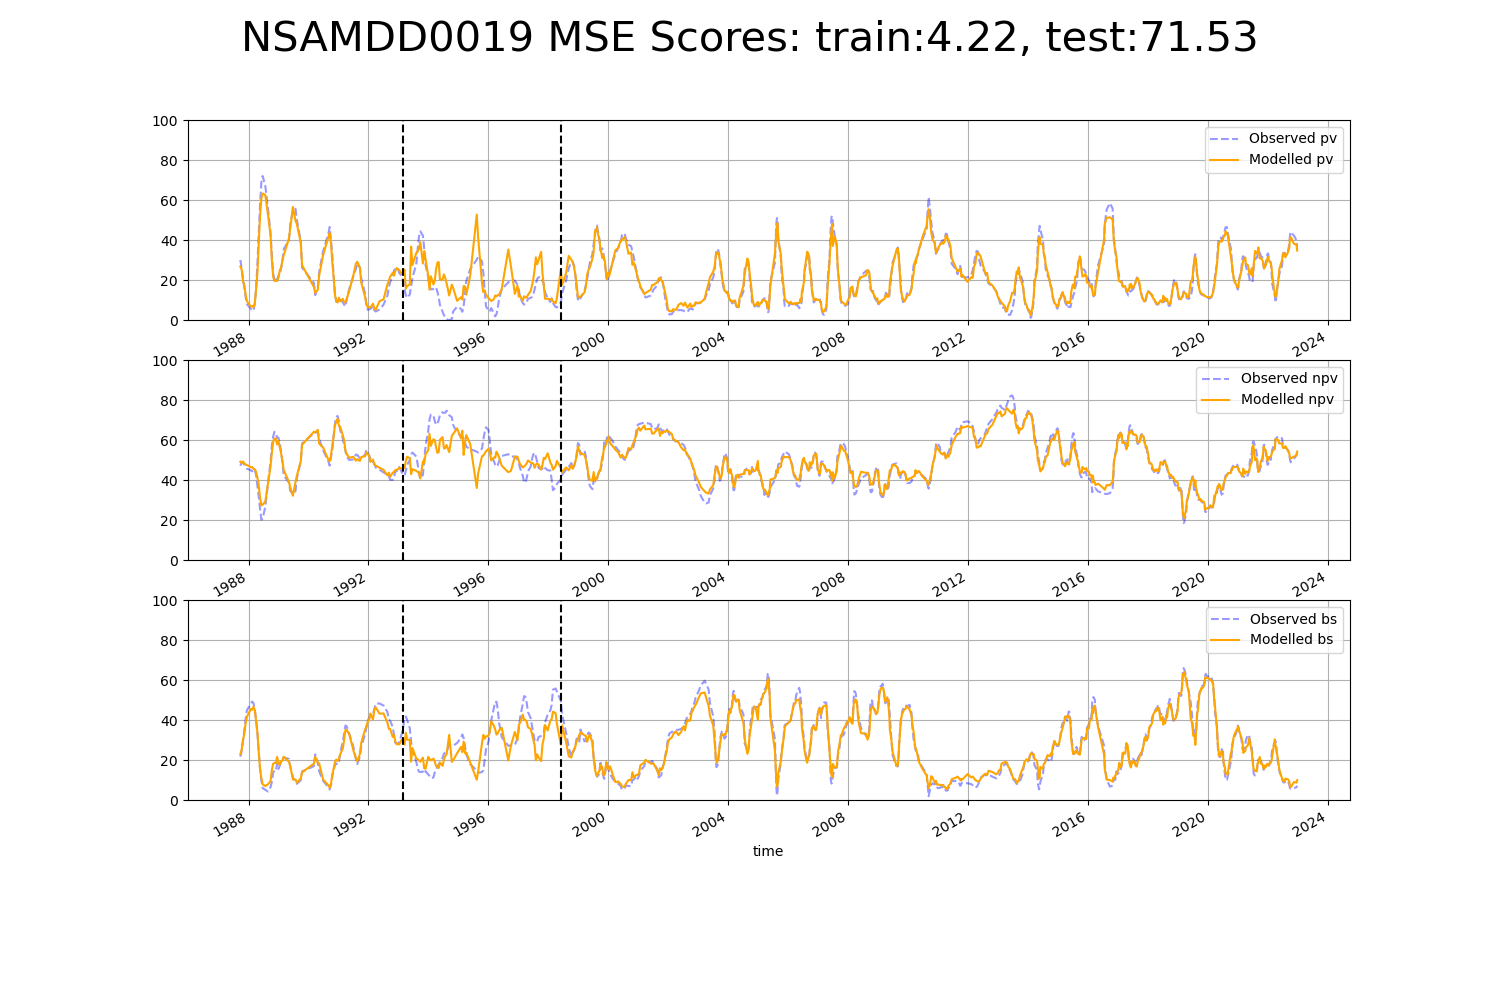 NSAMDD0019 MSE Scores: train:4.22, test:71.53
100
80
60
40
20
0
Observed pv
Modelled pv
1988 1992 1996 2000 2004 2008 2012 2016 2020 2024
100
80
60
40
20
0
Observed npv
Modelled npv
1988 1992 1996 2000 2004 2008 2012 2016 2020 2024
100
80
60
40
20
0
Observed bs
Modelled bs
1988 1992 1996 2000 2004 2008 2012 2016 2020 2024
time